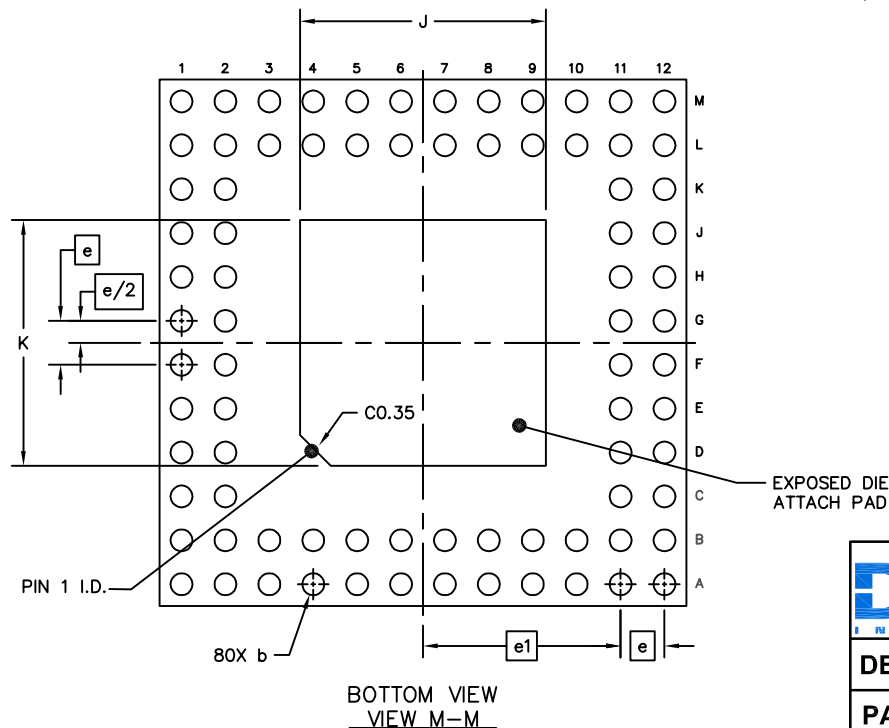 J
1 2 3 4 5 6 7 8 9 10 11 12
M
L
K
J
H
G
F
E
D
C
B
A
e
e/2
K
C0.35
EXPOSED DIE
ATTACH PAD
PIN 1 I.D.
80X b
e1
e
BOTTOM VIEW
VIEW M-M
I N
DE
PA